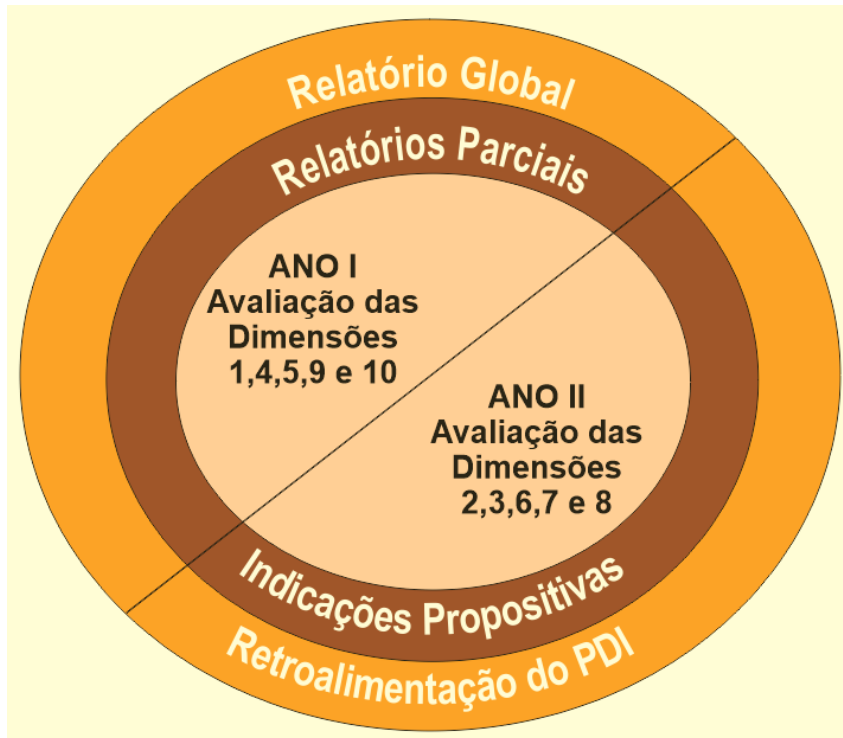 Relatório Global
Relatórios Parciais
ANO I
Avaliação das
Dimensões
1,4,5,9 e 10
ANO II
Avaliação das
Dimensões
2,3,6,7 e 8
Indicações Propositivas
Retroalimentação do PDI